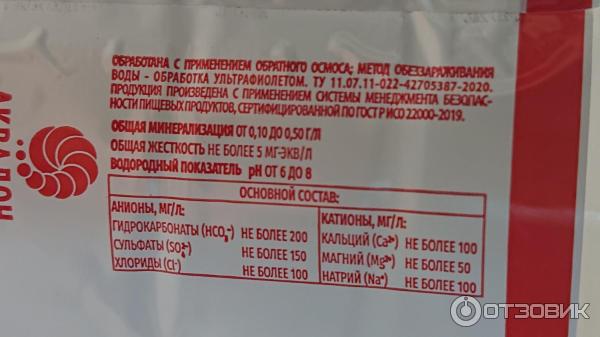 ОБРАБОТАНА С ПРИМЕНЕНИЕМ ОБРАТНОГО ОСМОСА; МЕТОД ОБЕЗЗАРАЖИВАНИЯ
ВОДЫ - ОБРАБОТКА УЛЬТРАФИОЛЕТОМ. ТУ 11.07.11-022-42705387-2020.
ПРОДУКЦИЯ ПРОИЗВЕДЕНА С ПРИМЕНЕНИЕМ СИСТЕМЫ МЕНЕДЖМЕНТА БЕЗОПАС-
НОСТИ ПИЩЕВЫХ ПРОДУКТОВ, СЕРТИФИЦИРОВАННОЙ ПО ГОСТ Р ИСО 22000-2019.
ОБЩАЯ МИНЕРАЛИЗАЦИЯ ОТ 0,10 ДО 0,50 Г/Л
ОБЩАЯ ЖЕСТКОСТЬ НЕ БОЛЕЕ 5 МГ-ЭКВ/Л
ВОДОРОДНЫЙ ПОКАЗАТЕЛЬ pH ОТ 6 ДО 8
ОСНОВНОЙ СОСТАВ:
АНИОНЫ, МГ/Л:
ГИДРОКАРБОНАТЫ (HCO₃⁻) НЕ БОЛЕЕ 200
СУЛЬФАТЫ (SO₄²⁻) НЕ БОЛЕЕ 150
ХЛОРИДЫ (Cl⁻) НЕ БОЛЕЕ 100
КАТИОНЫ, МГ/Л:
КАЛЬЦИЙ (Ca²⁺) НЕ БОЛЕЕ 100
МАГНИЙ (Mg²⁺) НЕ БОЛЕЕ 50
НАТРИЙ (Na⁺) НЕ БОЛЕЕ 100
АКВАДОН
ОТЗОВИК